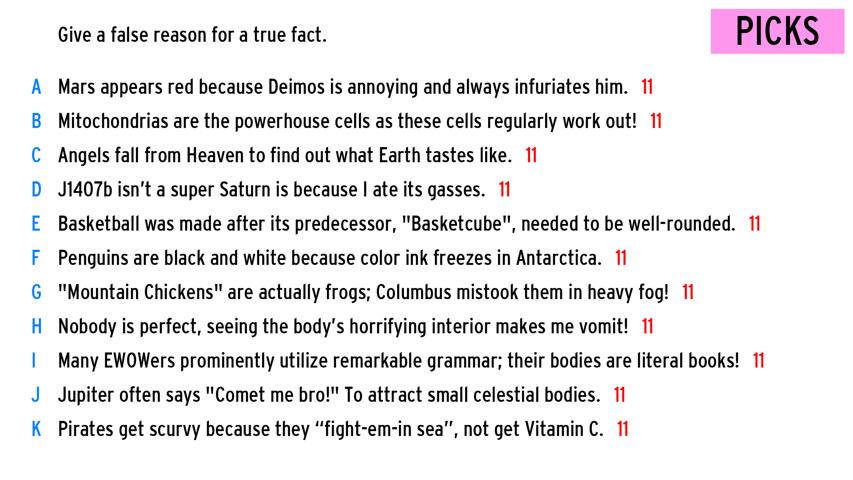 Give a false reason for a true fact.
PICKS
A Mars appears red because Deimos is annoying and always infuriates him. 11
B Mitochondrias are the powerhouse cells as these cells regularly work out! 11
C Angels fall from Heaven to find out what Earth tastes like. 11
D J1407b isn't a super Saturn is because I ate its gasses. 11
E Basketball was made after its predecessor, "Basketcube", needed to be well-rounded. 11
F Penguins are black and white because color ink freezes in Antarctica. 11
G "Mountain Chickens" are actually frogs; Columbus mistook them in heavy fog! 11
H Nobody is perfect, seeing the body's horrifying interior makes me vomit! 11
I Many EWOWers prominently utilize remarkable grammar; their bodies are literal books! 11
J Jupiter often says "Comet me bro!" To attract small celestial bodies. 11
K Pirates get scurvy because they “fight-em-in sea”, not get Vitamin C. 11